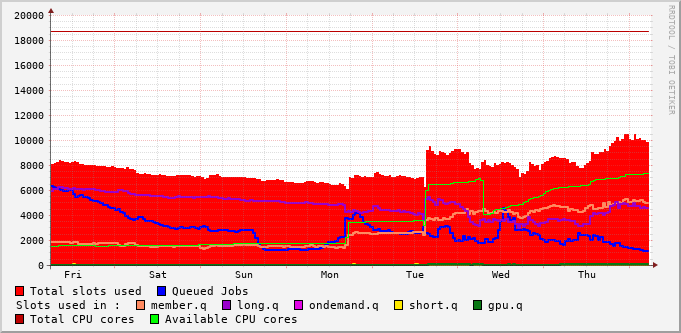 20000
18000
16000
14000
12000
10000
8000
6000
4000
2000
0
Fri Sat Sun Mon Tue Wed Thu
RRDTOOL / TOBI OETIKER
Total slots used Queued Jobs
Slots used in : member.q long.q ondemand.q short.q gpu.q
Total CPU cores Available CPU cores